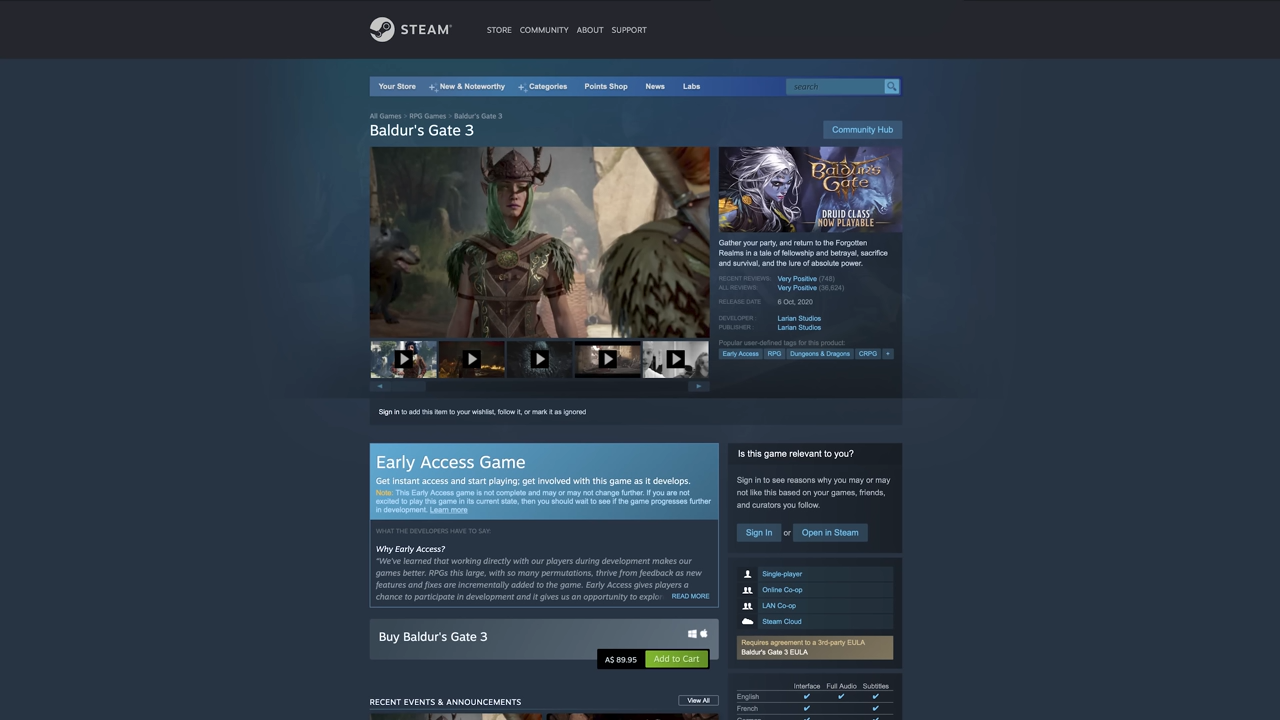 STEAM®
STORE COMMUNITY ABOUT SUPPORT
Your Store New & Noteworthy Categories Points Shop News Labs
search
All Games > RPG Games > Baldur's Gate 3
Baldur's Gate 3
Community Hub
Baldur's
Gate
DRUID CLASS
NOW PLAYABLE
Gather your party, and return to the Forgotten
Realms in a tale of fellowship and betrayal, sacrifice
and survival, and the lure of absolute power.
RECENT REVIEWS: Very Positive (748)
ALL REVIEWS: Very Positive (36,624)
RELEASE DATE 6 Oct, 2020
DEVELOPER : Larian Studios
PUBLISHER : Larian Studios
Popular user-defined tags for this product:
Early Access RPG Dungeons & Dragons CRPG +
Sign in to add this item to your wishlist, follow it, or mark it as ignored
Early Access Game
Get instant access and start playing; get involved with this game as it develops.
Note: This Early Access game is not complete and may or may not change further. If you are not
excited to play this game in its current state, then you should wait to see if the game progresses further
in development. Learn more
WHAT THE DEVELOPERS HAVE TO SAY:
Why Early Access?
"We've learned that working directly with our players during development makes our
games better. RPGs this large, with so many permutations, thrive from feedback as new
features and fixes are incrementally added to the game. Early Access gives players a
chance to participate in development and it gives us an opportunity to explor READ MORE
Buy Baldur's Gate 3
A$ 89.95 Add to Cart
RECENT EVENTS & ANNOUNCEMENTS View All
Is this game relevant to you?
Sign in to see reasons why you may or may
not like this based on your games, friends,
and curators you follow.
Sign In or Open in Steam
Single-player
Online Co-op
LAN Co-op
Steam Cloud
Requires agreement to a 3rd-party EULA
Baldur's Gate 3 EULA
Interface Full Audio Subtitles
English ✔ ✔ ✔
French ✔ ✔